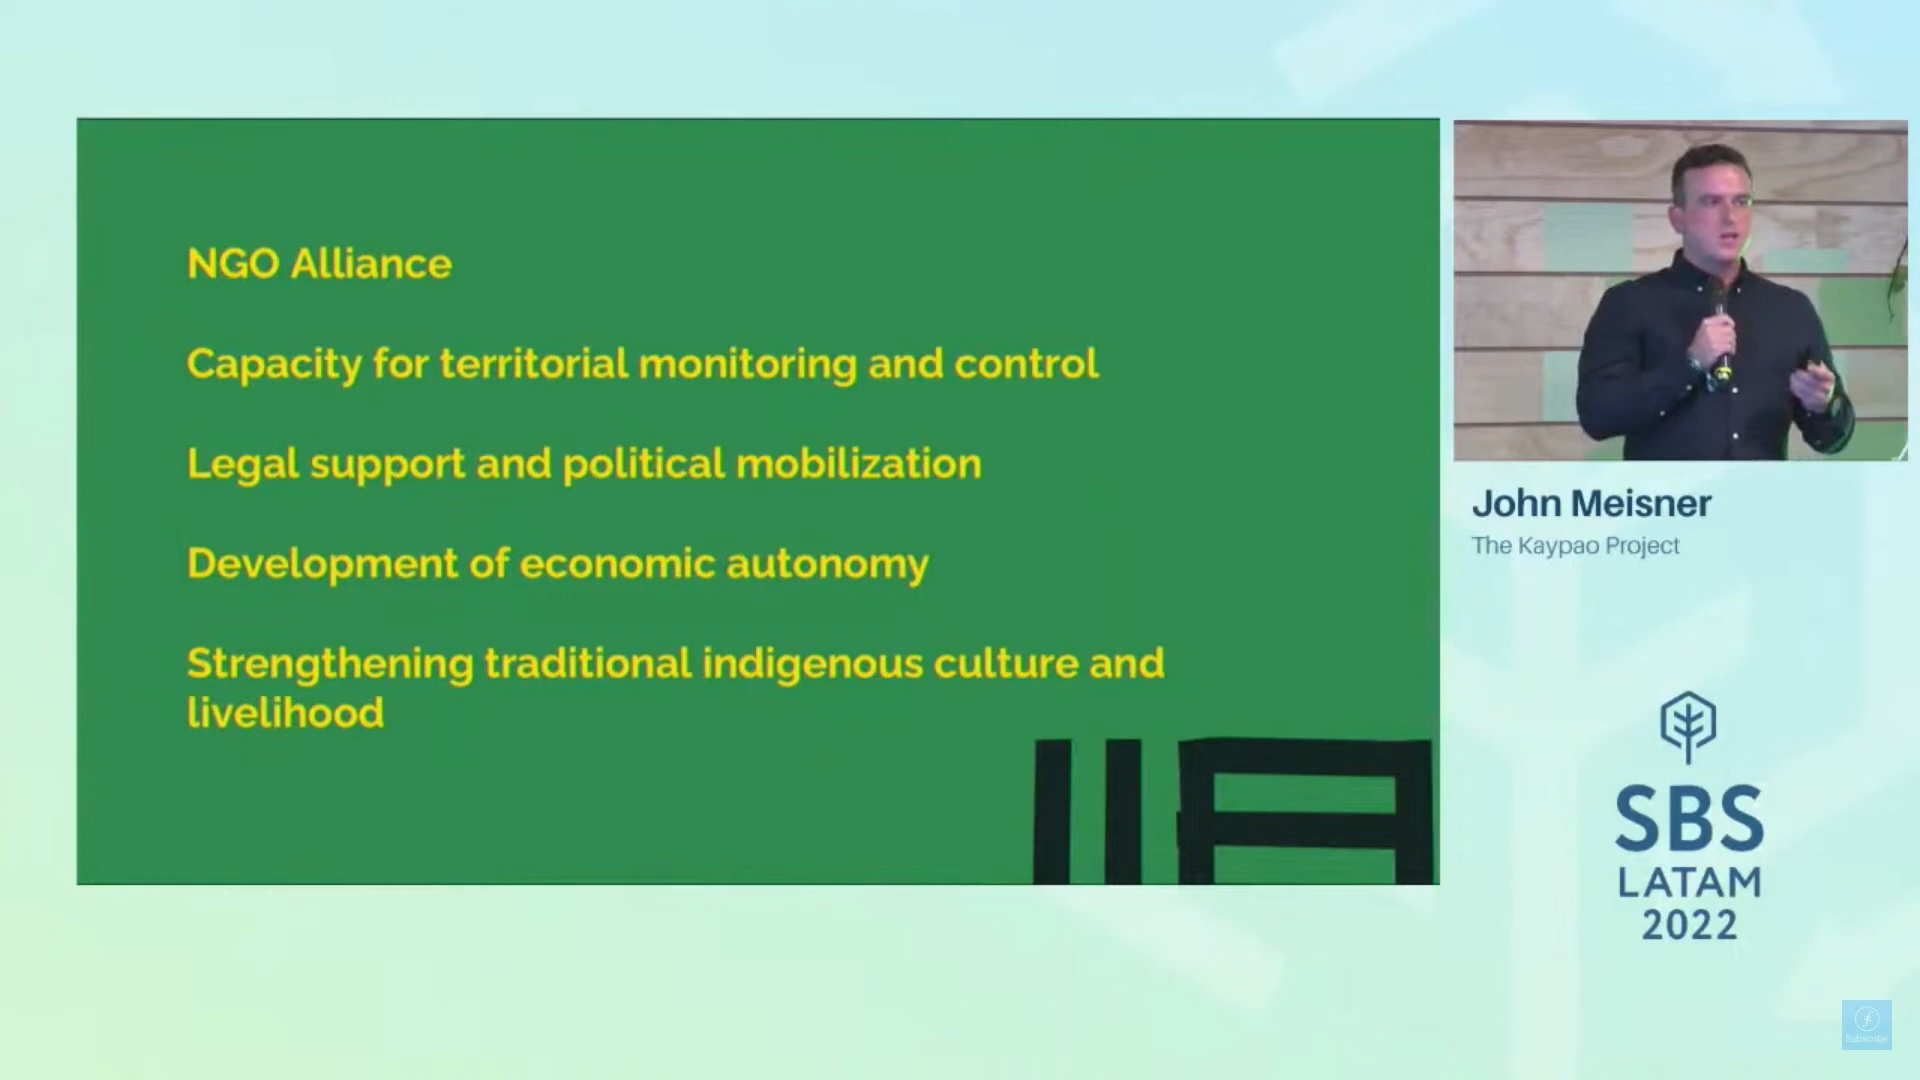 NGO Alliance
Capacity for territorial monitoring and control
Legal support and political mobilization
Development of economic autonomy
Strengthening traditional indigenous culture and
livelihood
John Meisner
The Kaypao Project
SBS
LATAM
2022
Subscribe